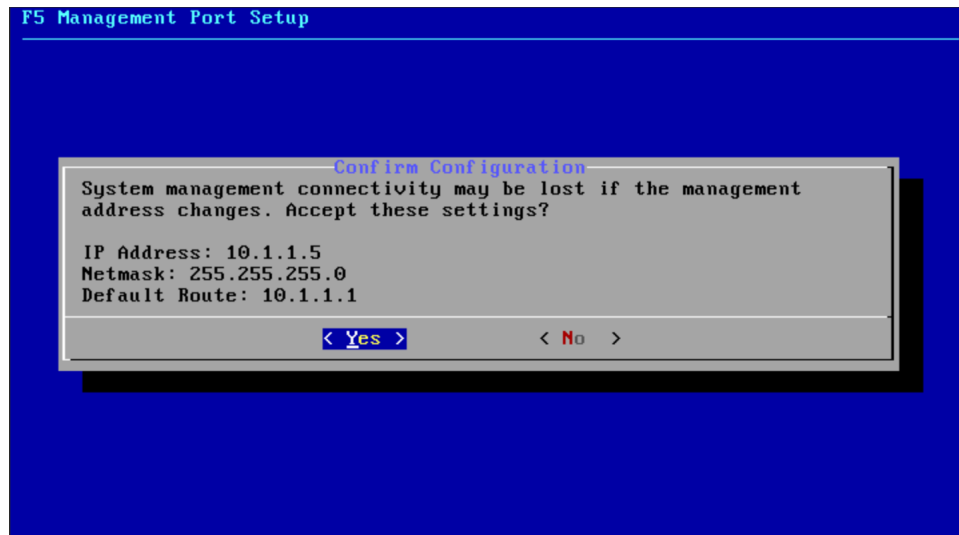 F5 Management Port Setup
Confirm Configuration
System management connectivity may be lost if the management
address changes. Accept these settings?
IP Address: 10.1.1.5
Netmask: 255.255.255.0
Default Route: 10.1.1.1
< Yes > < No >